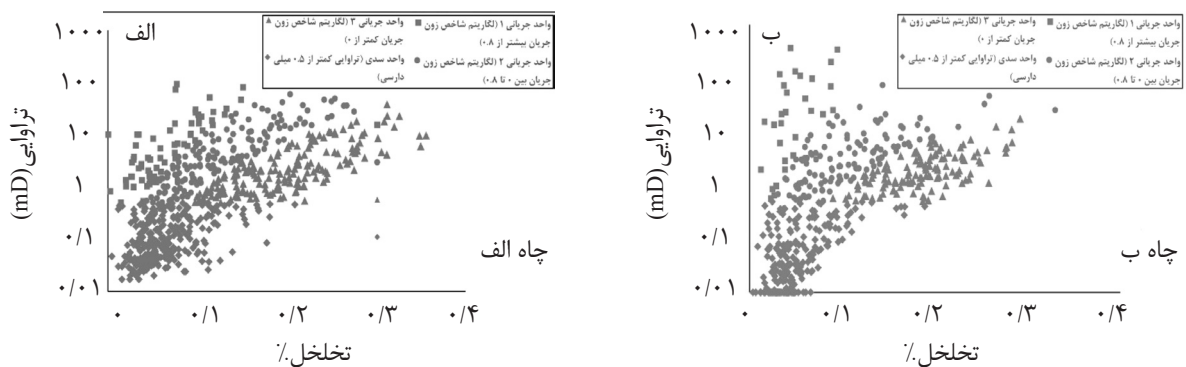 الف
■ واحد جریانی ۱ (لگاریتم شاخص زون جریان بیشتر از ۰.۸)
▲ واحد جریانی ۳ (لگاریتم شاخص زون جریان کمتر از ۰)
● واحد جریانی ۲ (لگاریتم شاخص زون جریان بین ۰ تا ۰.۸)
◆ واحد سدی (تراوایی کمتر از ۰.۵ میلی دارسی)
۱۰۰۰
۱۰۰
۱۰
۱
۰/۱
۰/۰۱
تراوایی (mD)
چاه الف
۰ ۰/۱ ۰/۲ ۰/۳ ۰/۴
تخلخل٪
ب
■ واحد جریانی ۱ (لگاریتم شاخص زون جریان بیشتر از ۰.۸)
▲ واحد جریانی ۳ (لگاریتم شاخص زون جریان کمتر از ۰)
● واحد جریانی ۲ (لگاریتم شاخص زون جریان بین ۰ تا ۰.۸)
◆ واحد سدی (تراوایی کمتر از ۰.۵ میلی دارسی)
۱۰۰۰
۱۰۰
۱۰
۱
۰/۱
۰/۰۱
تراوایی (mD)
چاه ب
۰ ۰/۱ ۰/۲ ۰/۳ ۰/۴
تخلخل٪